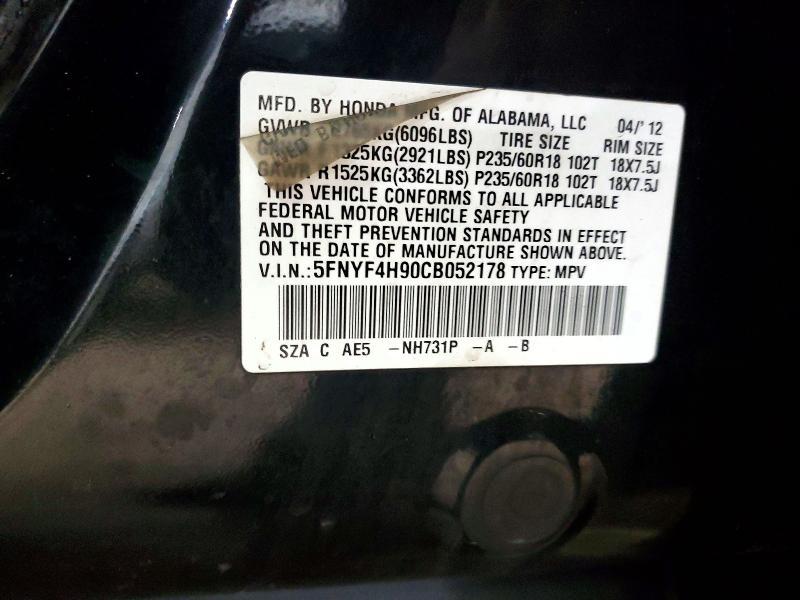 MFD. BY HONDA MFG. OF ALABAMA, LLC 04/'12
GVWR KG(6096LBS) TIRE SIZE RIM SIZE
1325KG(2921LBS) P235/60R18 102T 18X7.5J
GAWR R1525KG(3362LBS) P235/60R18 102T 18X7.5J
THIS VEHICLE CONFORMS TO ALL APPLICABLE
FEDERAL MOTOR VEHICLE SAFETY
AND THEFT PREVENTION STANDARDS IN EFFECT
ON THE DATE OF MANUFACTURE SHOWN ABOVE.
V.I.N.:5FNYF4H90CB052178 TYPE: MPV
SZA C AE5 -NH731P -A -B